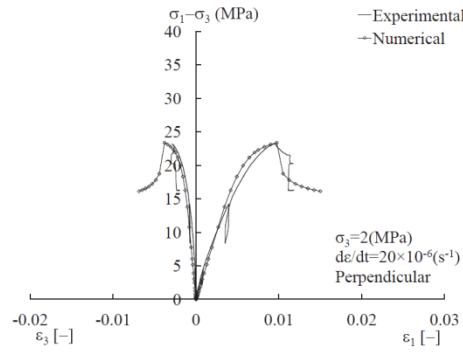 σ₁–σ₃ (MPa)
Experimental
Numerical
40
35
30
25
20
15
10
5
0
σ₃=2(MPa)
dε/dt=20×10⁻⁶(s⁻¹)
Perpendicular
-0.02 -0.01 0 0.01 0.02 0.03
ε₃ [–] ε₁ [–]